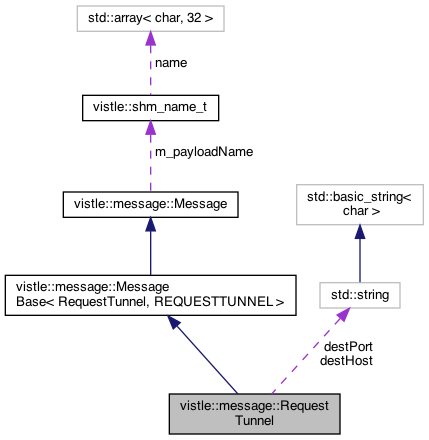 std::array< char, 32 >
name
vistle::shm_name_t
m_payloadName
vistle::message::Message
std::basic_string<
char >
vistle::message::Message
Base< RequestTunnel, REQUESTTUNNEL >
std::string
destPort
destHost
vistle::message::Request
Tunnel